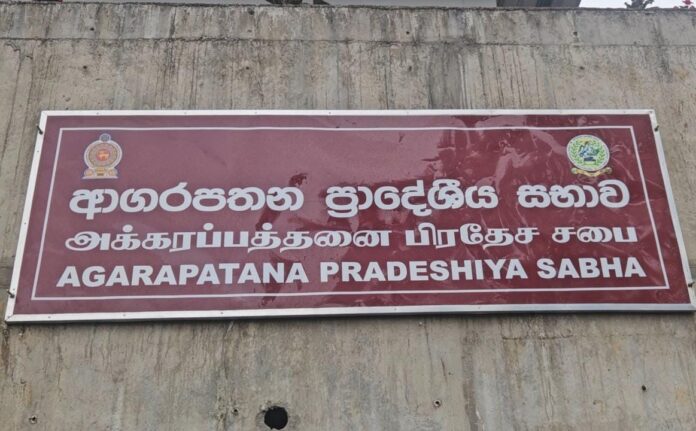 ආගරපතන ප්‍රාදේශීය සභාව
அக்கரப்பத்தனை பிரதேச சபை
AGARAPATANA PRADESHIYA SABHA